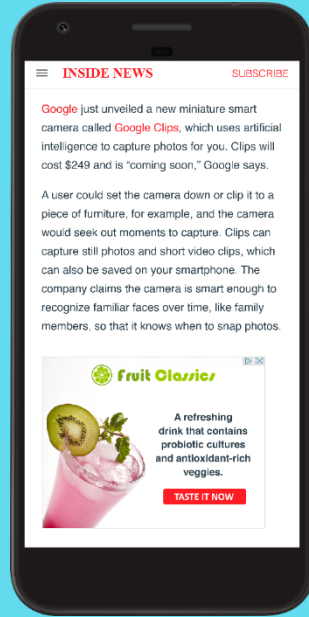 INSIDE NEWS
SUBSCRIBE
Google just unveiled a new miniature smart
camera called Google Clips, which uses artificial
intelligence to capture photos for you. Clips will
cost $249 and is “coming soon,” Google says.
A user could set the camera down or clip it to a
piece of furniture, for example, and the camera
would seek out moments to capture. Clips can
capture still photos and short video clips, which
can also be saved on your smartphone. The
company claims the camera is smart enough to
recognize familiar faces over time, like family
members, so that it knows when to snap photos.
Fruit Classics
A refreshing
drink that contains
probiotic cultures
and antioxidant-rich
veggies.
TASTE IT NOW